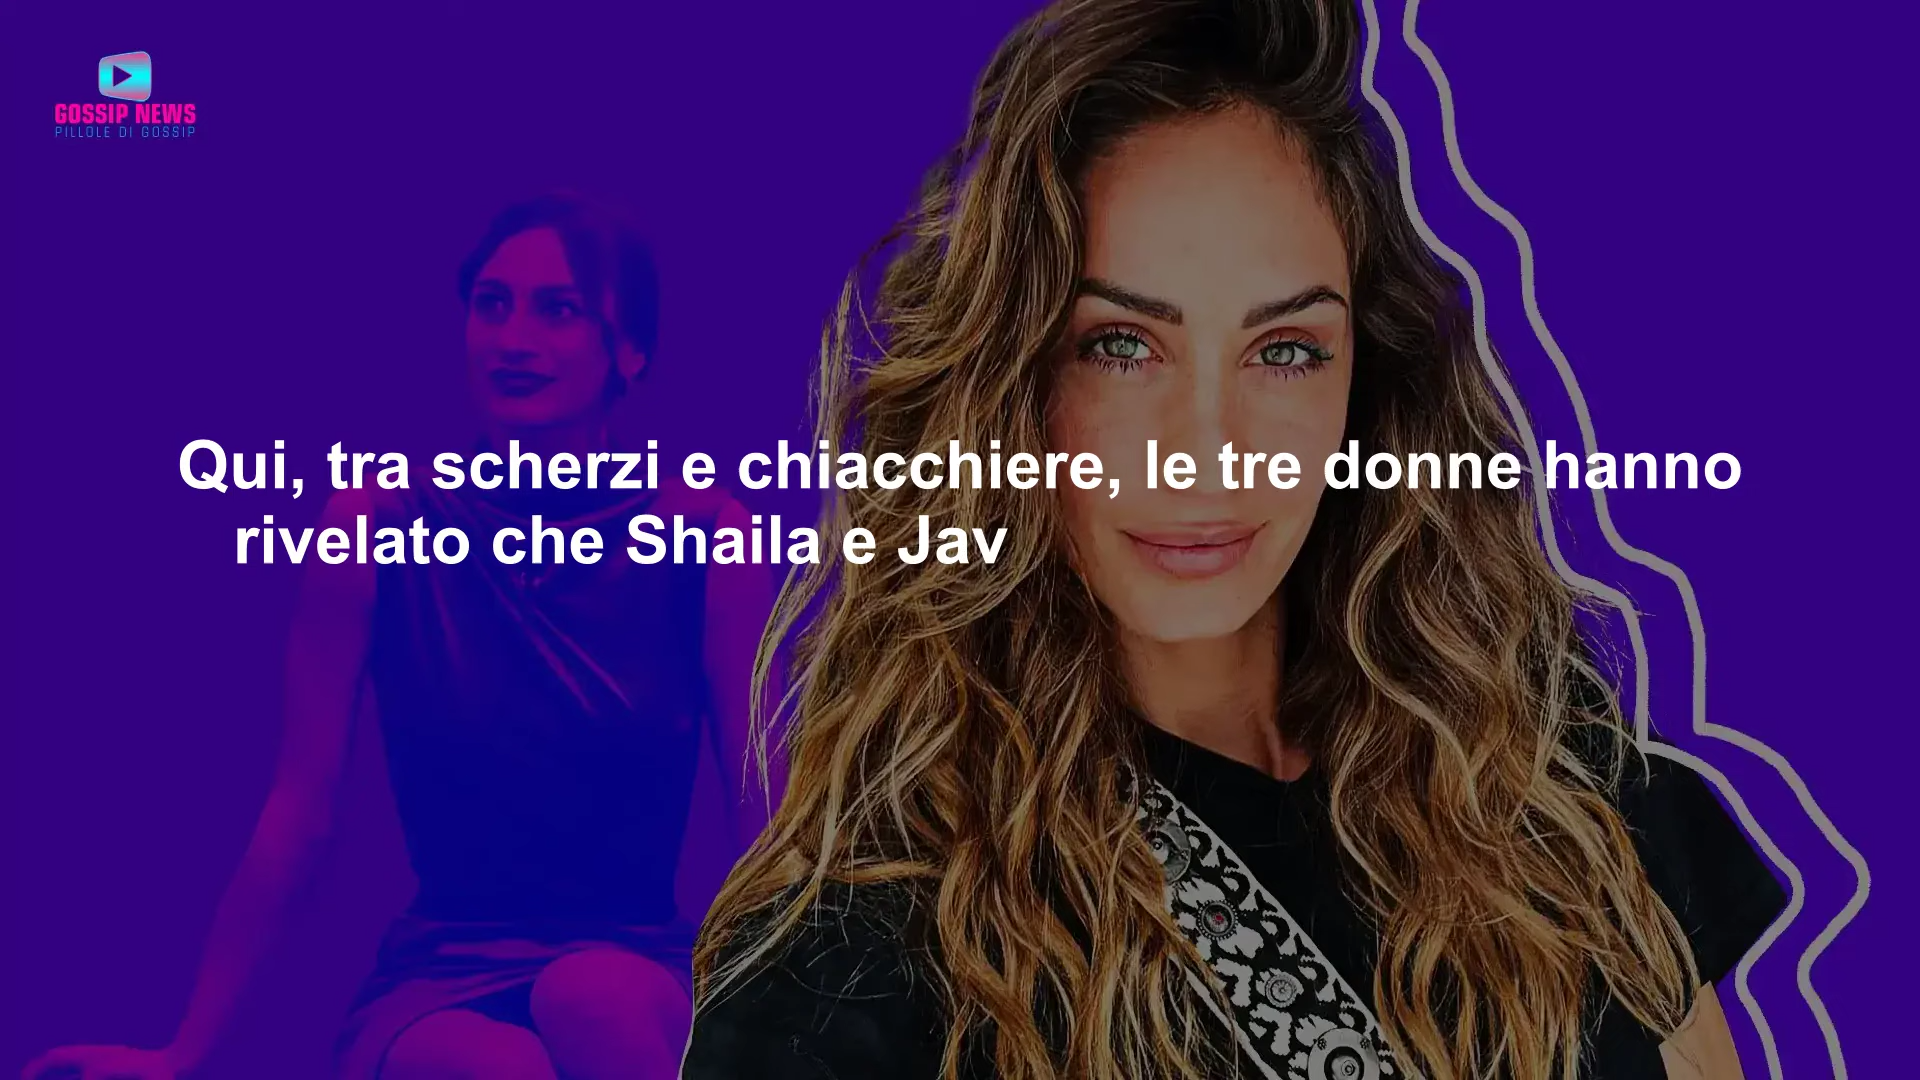 GOSSIP NEWS
PILLOLE DI GOSSIP
Qui, tra scherzi e chiacchiere, le tre donne hanno
rivelato che Shaila e Jav